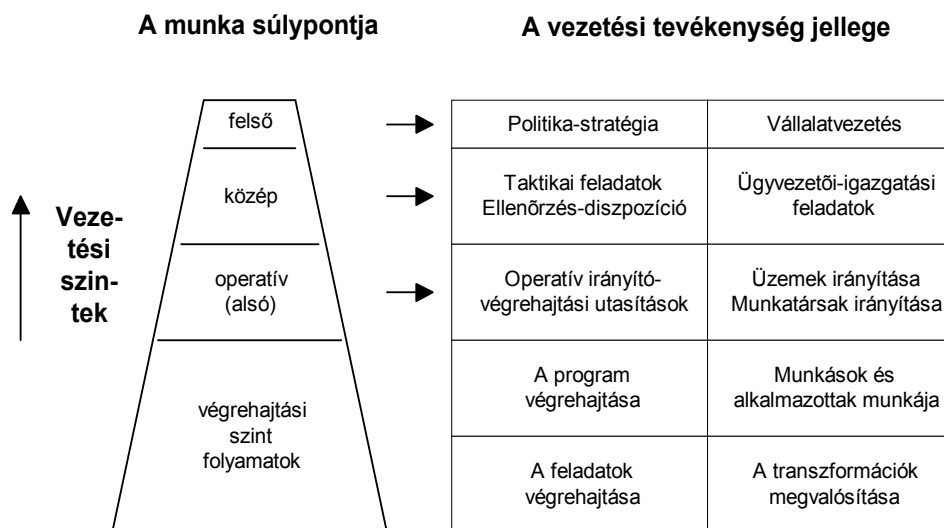 A munka súlypontja
A vezetési tevékenység jellege
Veze-
tési
szin-
tek
felső
közép
operatív
(alsó)
végrehajtási
szint
folyamatok
Politika-stratégia
Vállalatvezetés
Taktikai feladatok
Ellenõrzés-diszpozíció
Ügyvezetõi-igazgatási
feladatok
Operatív irányító-
végrehajtási utasítások
Üzemek irányítása
Munkatársak irányítása
A program
végrehajtása
Munkások és
alkalmazottak munkája
A feladatok
végrehajtása
A transzformációk
megvalósítása